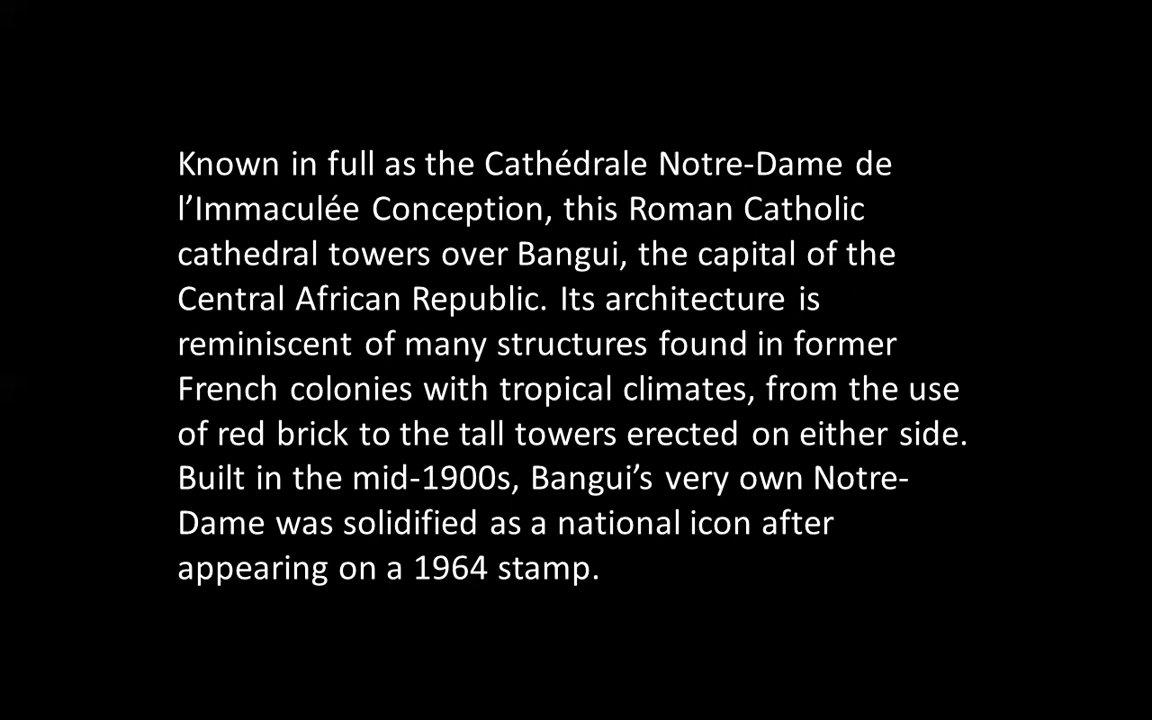 Known in full as the Cathédrale Notre-Dame de
l’Immaculée Conception, this Roman Catholic
cathedral towers over Bangui, the capital of the
Central African Republic. Its architecture is
reminiscent of many structures found in former
French colonies with tropical climates, from the use
of red brick to the tall towers erected on either side.
Built in the mid-1900s, Bangui’s very own Notre-
Dame was solidified as a national icon after
appearing on a 1964 stamp.